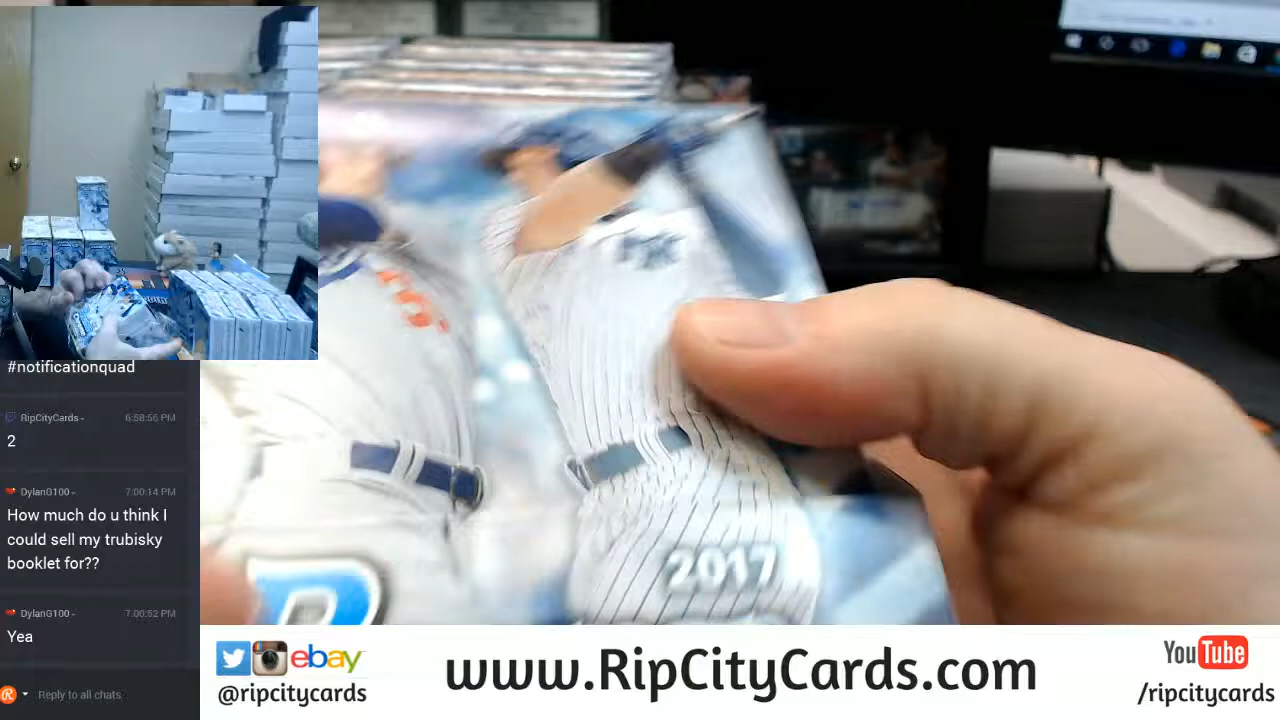 #notificationquad
RipCityCards -
6:58:56 PM
2
DylanG100 -
7:00:14 PM
How much do u think I
could sell my trubisky
booklet for??
DylanG100 -
7:00:52 PM
Yea
Reply to all chats
NY
2017
ebay
@ripcitycards
www.RipCityCards.com
YouTube
/ripcitycards